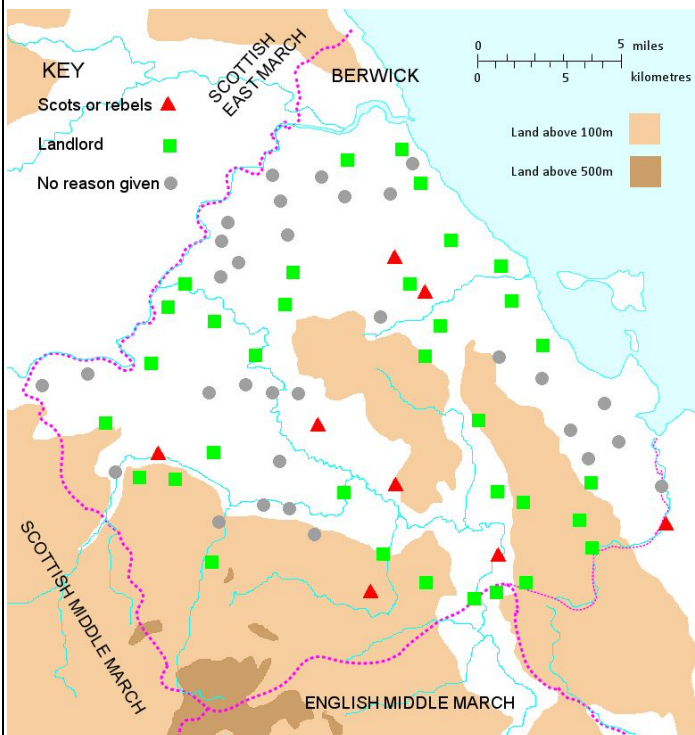 KEY
Scots or rebels
Landlord
No reason given
SCOTTISH
EAST MARCH
BERWICK
0 5 miles
0 5 kilometres
Land above 100m
Land above 500m
SCOTTISH MIDDLE MARCH
ENGLISH MIDDLE MARCH